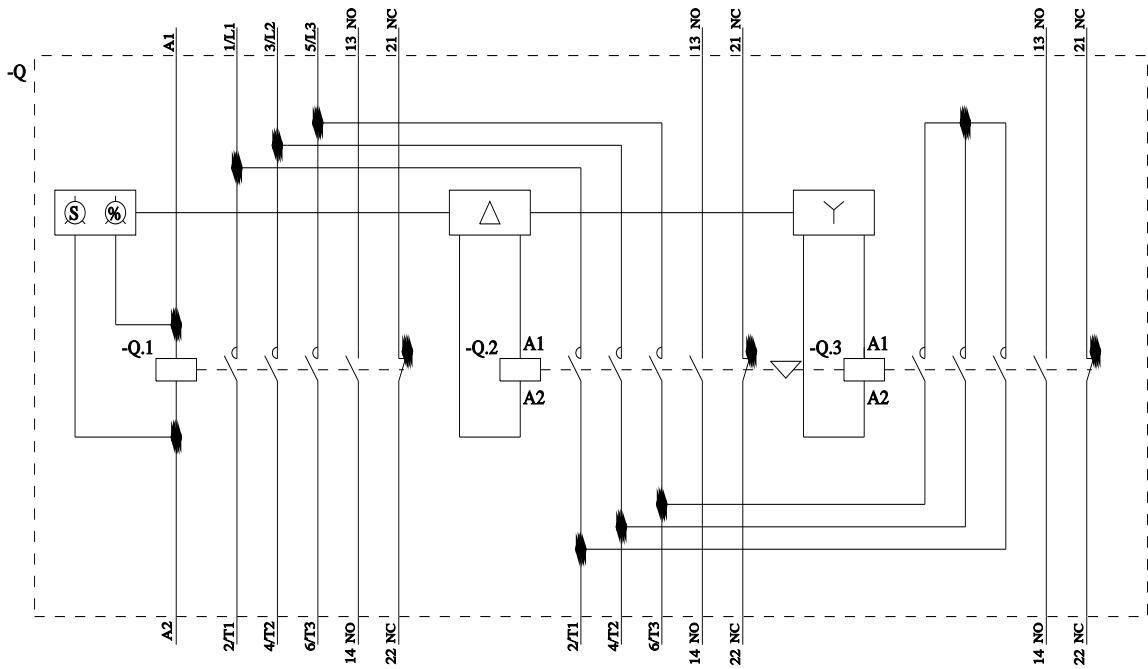 A1
1/L1
3/L2
5/L3
13 NO
21 NC
13 NO
21 NC
13 NO
21 NC
-Q
S
%
-Q.1
-Q.2
A1
A2
-Q.3
A1
A2
A2
2/T1
4/T2
6/T3
14 NO
22 NC
2/T1
4/T2
6/T3
14 NO
22 NC
14 NO
22 NC